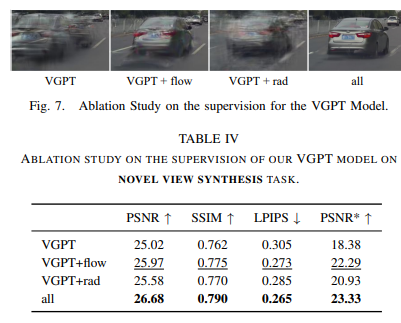 VGPT VGPT + flow VGPT + rad all
Fig. 7. Ablation Study on the supervision for the VGPT Model.
TABLE IV
ABLATION STUDY ON THE SUPERVISION OF OUR VGPT MODEL ON
NOVEL VIEW SYNTHESIS TASK.
PSNR ↑ SSIM ↑ LPIPS ↓ PSNR* ↑
VGPT 25.02 0.762 0.305 18.38
VGPT+flow 25.97 0.775 0.273 22.29
VGPT+rad 25.58 0.770 0.285 20.93
all 26.68 0.790 0.265 23.33